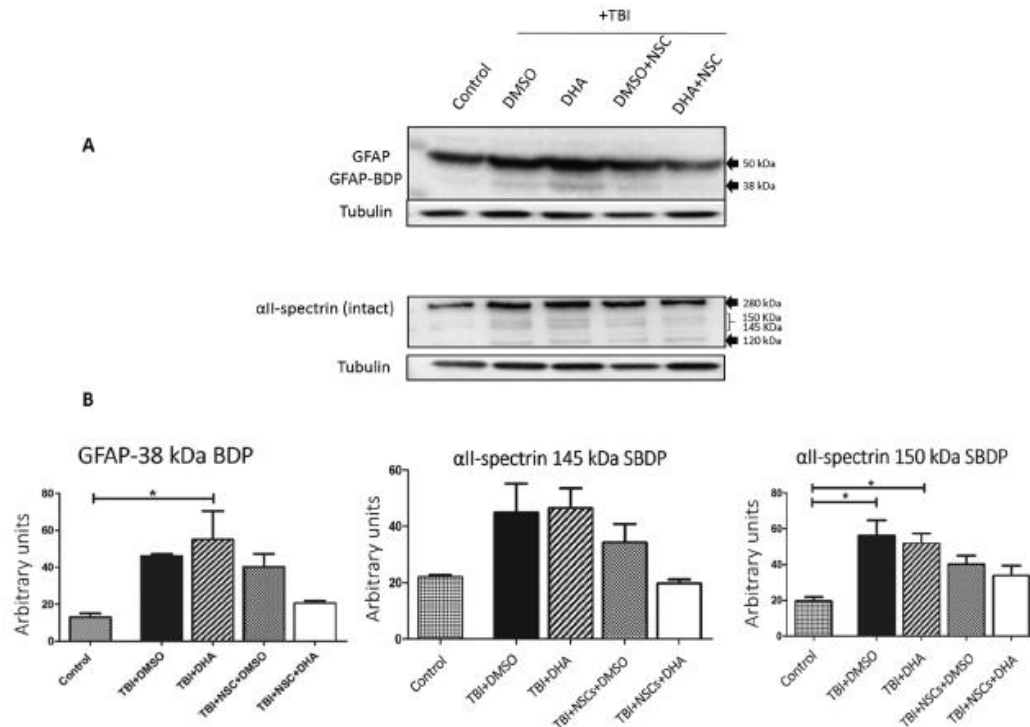 +TBI
Control
DMSO
DHA
DMSO+NSC
DHA+NSC
A
GFAP
50 kDa
GFAP-BDP
38 kDa
Tubulin
αII-spectrin (intact)
280 kDa
150 KDa
145 KDa
120 kDa
Tubulin
B
GFAP-38 kDa BDP
Arbitrary units
80
60
40
20
0
*
Control
TBI+DMSO
TBI+DHA
TBI+NSC+DMSO
TBI+NSC+DHA
αII-spectrin 145 kDa SBDP
Arbitrary units
60
40
20
0
Control
TBI+DMSO
TBI+DHA
TBI+NSCs+DMSO
TBI+NSCs+DHA
αII-spectrin 150 kDa SBDP
Arbitrary units
80
60
40
20
0
*
*
Control
TBI+DMSO
TBI+DHA
TBI+NSCs+DMSO
TBI+NSCs+DHA